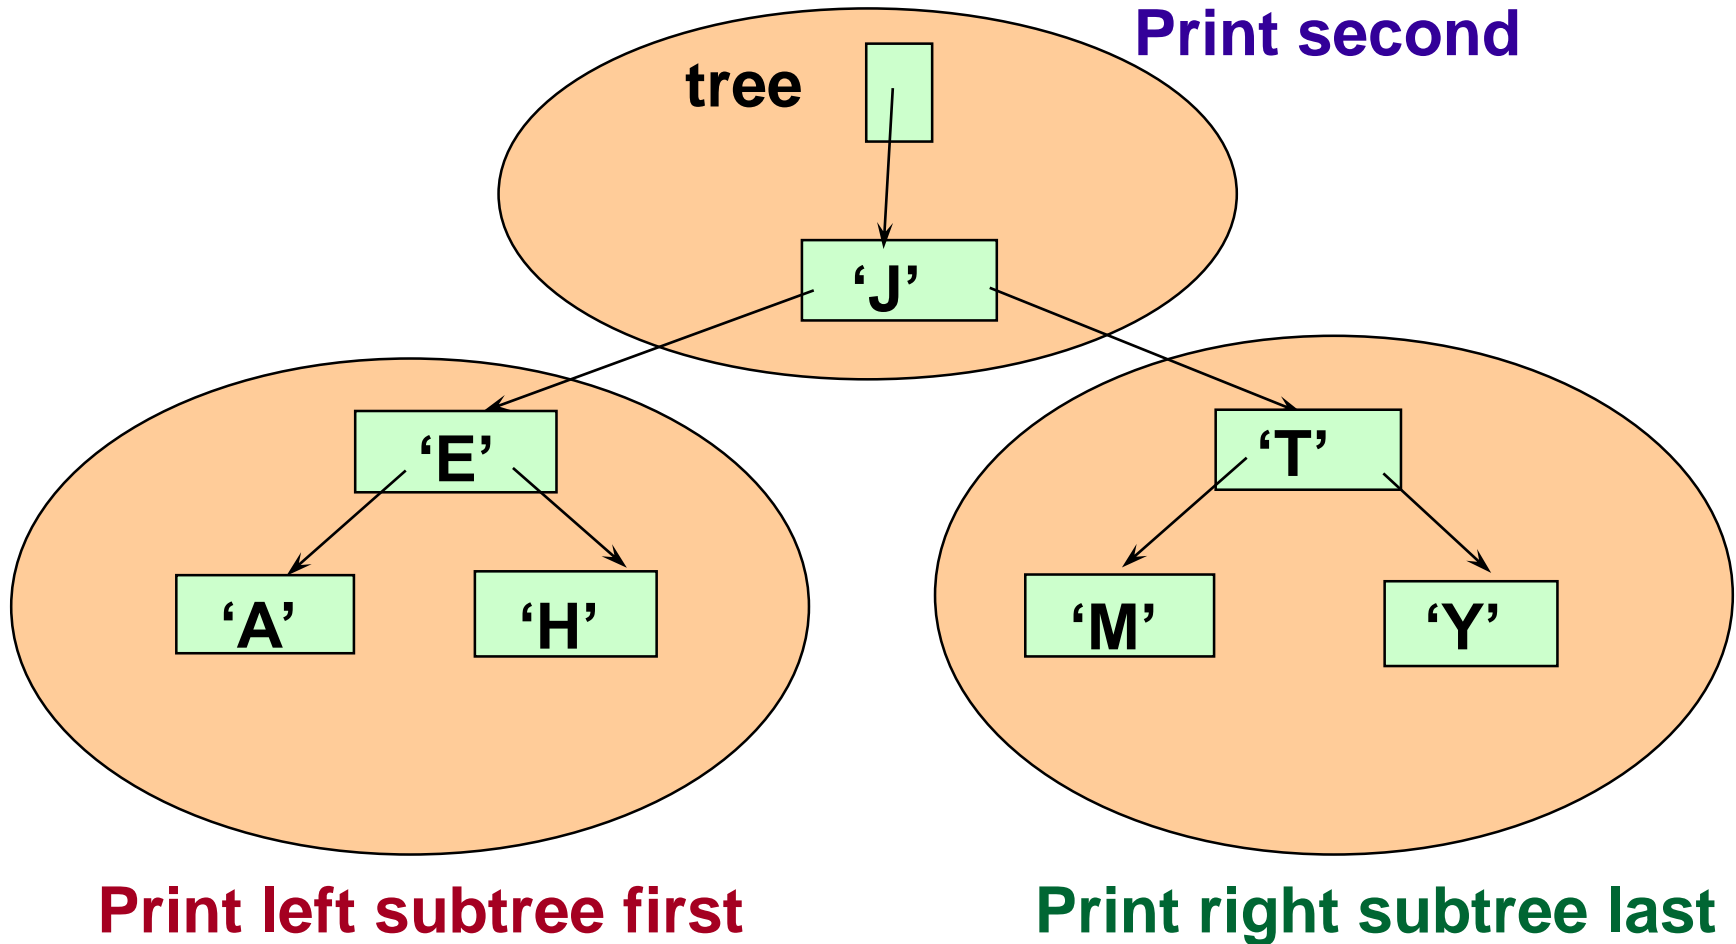 Print second
tree
‘J’
‘E’
‘T’
‘A’
‘H’
‘M’
‘Y’
Print left subtree first
Print right subtree last